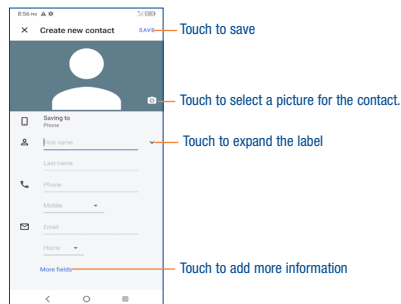 8:56 PM
Create new contact
SAVE
Touch to save
Touch to select a picture for the contact.
Saving to
Phone
First name
Touch to expand the label
Last name
Phone
Mobile
Email
Home
More fields
Touch to add more information